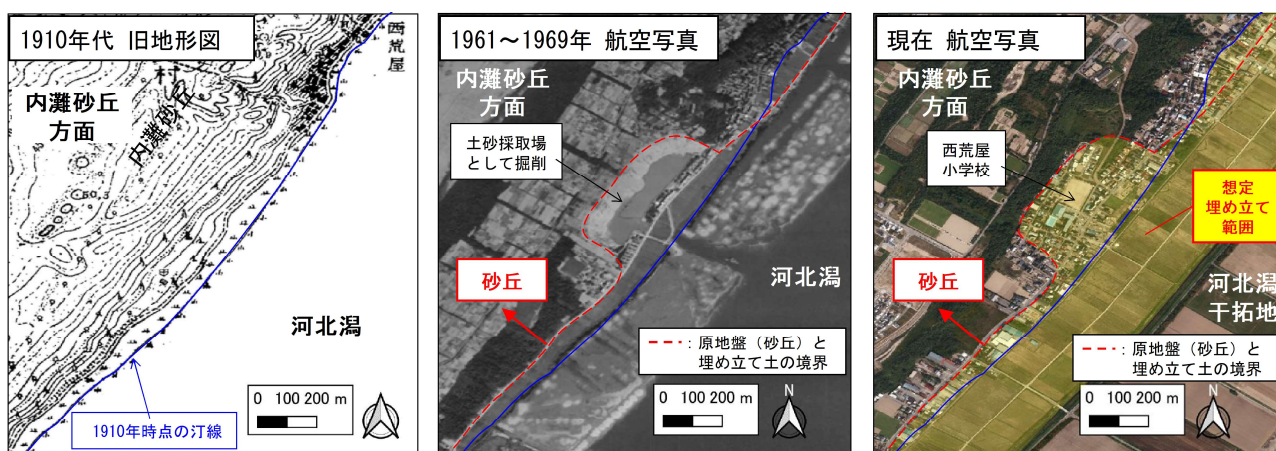 1910年代 旧地形図
西荒屋
村
内灘砂丘
方面
内灘砂丘
河北潟
0 100 200 m
1910年時点の汀線
1961～1969年 航空写真
内灘砂丘
方面
土砂採取場
として掘削
砂丘
河北潟
:原地盤(砂丘)と
埋め立て土の境界
0 100 200 m
N
現在 航空写真
内灘砂丘
方面
西荒屋
小学校
想定
埋め立て
範囲
砂丘
河北潟
干拓地
:原地盤(砂丘)と
埋め立て土の境界
0 100 200 m
N